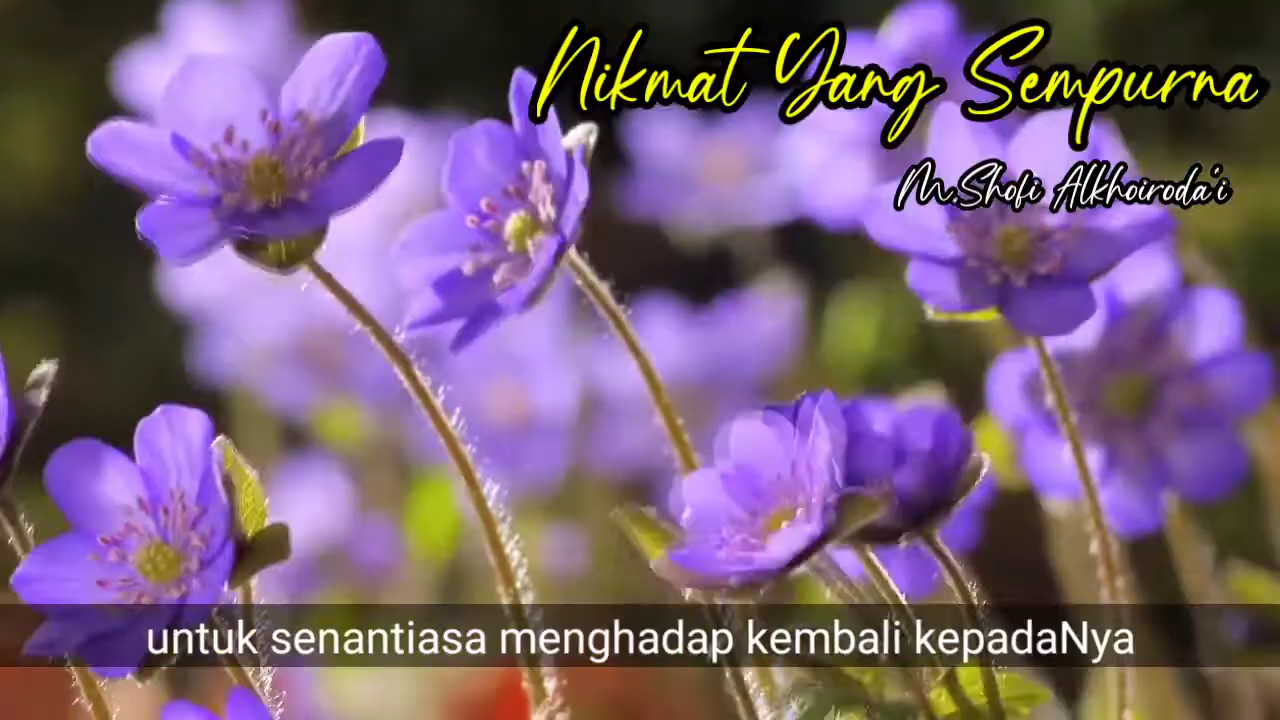 Nikmat Yang Sempurna
M.Shofi Alkhoiroda'i
untuk senantiasa menghadap kembali kepadaNya